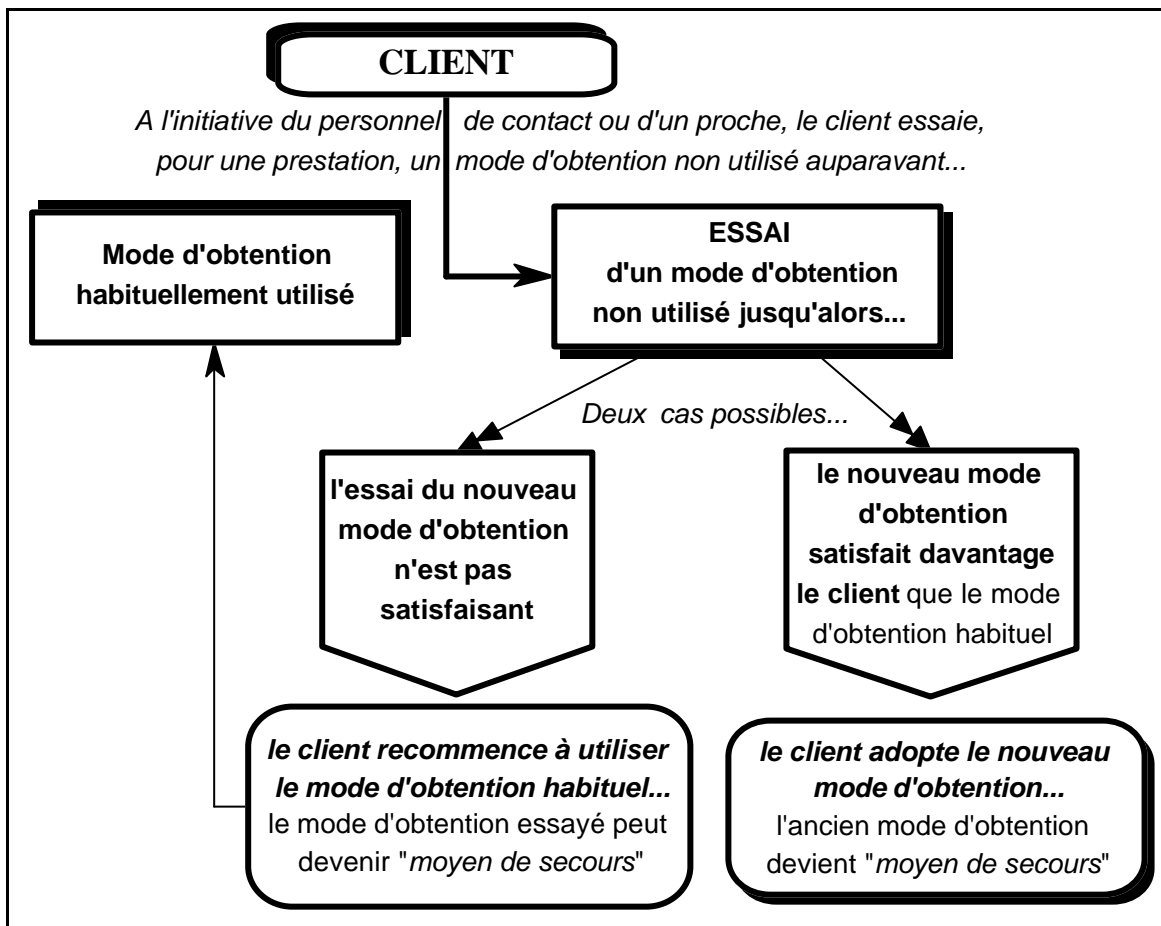 CLIENT
A l'initiative du personnel de contact ou d'un proche, le client essaie,
pour une prestation, un mode d'obtention non utilisé auparavant...
Mode d'obtention
habituellement utilisé
ESSAI
d'un mode d'obtention
non utilisé jusqu'alors...
Deux cas possibles...
l'essai du nouveau
mode d'obtention
n'est pas
satisfaisant
le nouveau mode
d'obtention
satisfait davantage
le client que le mode
d'obtention habituel
le client recommence à utiliser
le mode d'obtention habituel...
le mode d'obtention essayé peut
devenir "moyen de secours"
le client adopte le nouveau
mode d'obtention...
l'ancien mode d'obtention
devient "moyen de secours"